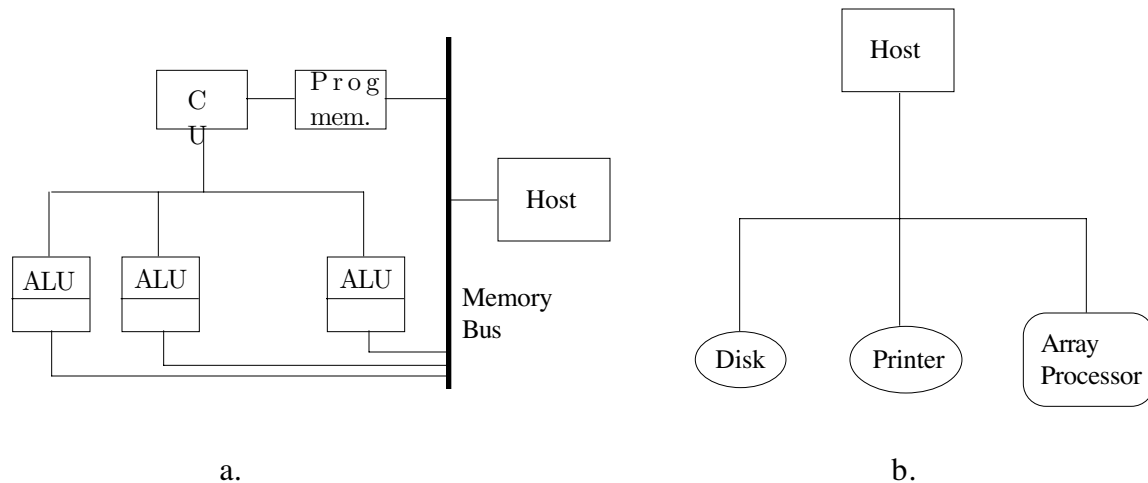 C
U
P r o g
mem.
Host
ALU
ALU
ALU
Memory
Bus
a.
Host
Disk
Printer
Array
Processor
b.